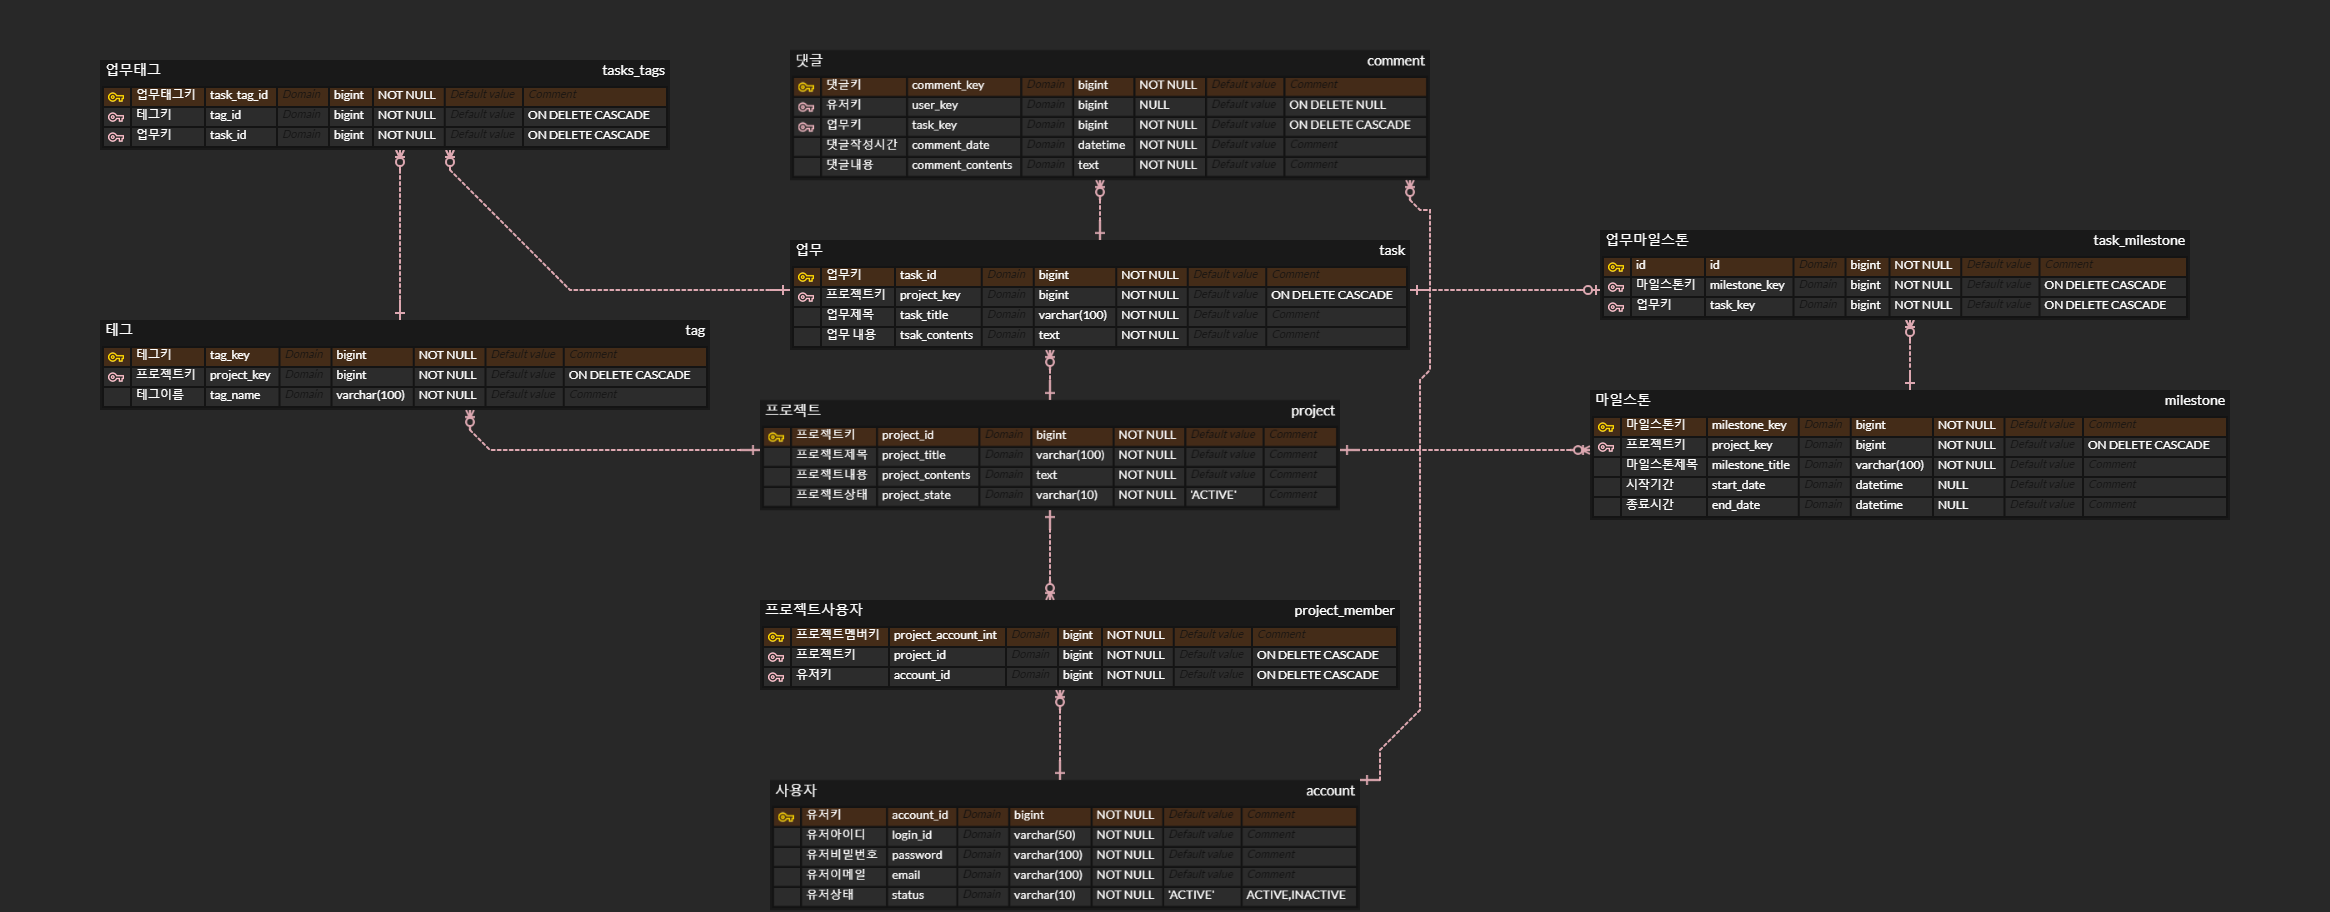 업무태그 tasks_tags
업무태그키 task_tag_id Domain bigint NOT NULL Default value Comment
테그키 tag_id Domain bigint NOT NULL Default value ON DELETE CASCADE
업무키 task_id Domain bigint NOT NULL Default value ON DELETE CASCADE
댓글 comment
댓글키 comment_key Domain bigint NOT NULL Default value Comment
유저키 user_key Domain bigint NULL Default value ON DELETE NULL
업무키 task_key Domain bigint NOT NULL Default value ON DELETE CASCADE
댓글작성시간 comment_date Domain datetime NOT NULL Default value Comment
댓글내용 comment_contents Domain text NOT NULL Default value Comment
업무 task
업무키 task_id Domain bigint NOT NULL Default value Comment
프로젝트키 project_key Domain bigint NOT NULL Default value ON DELETE CASCADE
업무제목 task_title Domain varchar(100) NOT NULL Default value Comment
업무 내용 tsak_contents Domain text NOT NULL Default value Comment
업무마일스톤 task_milestone
id id Domain bigint NOT NULL Default value Comment
마일스톤키 milestone_key Domain bigint NOT NULL Default value ON DELETE CASCADE
업무키 task_key Domain bigint NOT NULL Default value ON DELETE CASCADE
테그 tag
테그키 tag_key Domain bigint NOT NULL Default value Comment
프로젝트키 project_key Domain bigint NOT NULL Default value ON DELETE CASCADE
테그이름 tag_name Domain varchar(100) NOT NULL Default value Comment
프로젝트 project
프로젝트키 project_id Domain bigint NOT NULL Default value Comment
프로젝트제목 project_title Domain varchar(100) NOT NULL Default value Comment
프로젝트내용 project_contents Domain text NOT NULL Default value Comment
프로젝트상태 project_state Domain varchar(10) NOT NULL 'ACTIVE' Comment
마일스톤 milestone
마일스톤키 milestone_key Domain bigint NOT NULL Default value Comment
프로젝트키 project_key Domain bigint NOT NULL Default value ON DELETE CASCADE
마일스톤제목 milestone_title Domain varchar(100) NOT NULL Default value Comment
시작기간 start_date Domain datetime NULL Default value Comment
종료시간 end_date Domain datetime NULL Default value Comment
프로젝트사용자 project_member
프로젝트멤버키 project_account_int Domain bigint NOT NULL Default value Comment
프로젝트키 project_id Domain bigint NOT NULL Default value ON DELETE CASCADE
유저키 account_id Domain bigint NOT NULL Default value ON DELETE CASCADE
사용자 account
유저키 account_id Domain bigint NOT NULL Default value Comment
유저아이디 login_id Domain varchar(50) NOT NULL Default value Comment
유저비밀번호 password Domain varchar(100) NOT NULL Default value Comment
유저이메일 email Domain varchar(100) NOT NULL Default value Comment
유저상태 status Domain varchar(10) NOT NULL 'ACTIVE' ACTIVE,INACTIVE